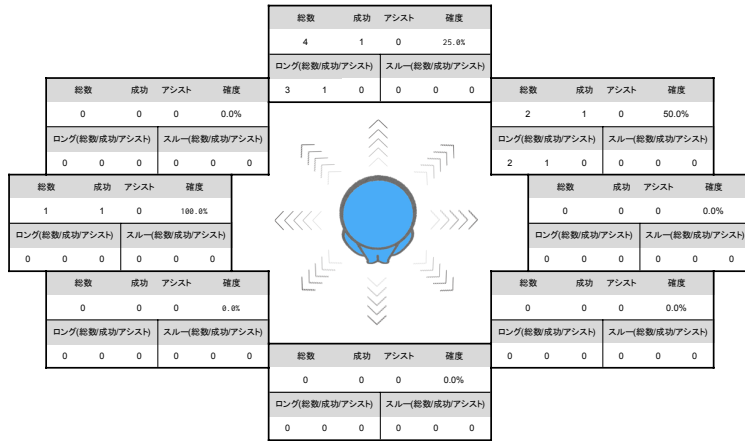 総数 成功 アシスト 確度
4 1 0 25.0%
ロング(総数/成功/アシスト) スルー(総数/成功/アシスト)
3 1 0 0 0 0
総数 成功 アシスト 確度
0 0 0 0.0%
ロング(総数/成功/アシスト) スルー(総数/成功/アシスト)
0 0 0 0 0 0
総数 成功 アシスト 確度
2 1 0 50.0%
ロング(総数/成功/アシスト) スルー(総数/成功/アシスト)
2 1 0 0 0 0
総数 成功 アシスト 確度
1 1 0 100.0%
ロング(総数/成功/アシスト) スルー(総数/成功/アシスト)
0 0 0 0 0 0
総数 成功 アシスト 確度
0 0 0 0.0%
ロング(総数/成功/アシスト) スルー(総数/成功/アシスト)
0 0 0 0 0 0
総数 成功 アシスト 確度
0 0 0 0.0%
ロング(総数/成功/アシスト) スルー(総数/成功/アシスト)
0 0 0 0 0 0
総数 成功 アシスト 確度
0 0 0 0.0%
ロング(総数/成功/アシスト) スルー(総数/成功/アシスト)
0 0 0 0 0 0
総数 成功 アシスト 確度
0 0 0 0.0%
ロング(総数/成功/アシスト) スルー(総数/成功/アシスト)
0 0 0 0 0 0